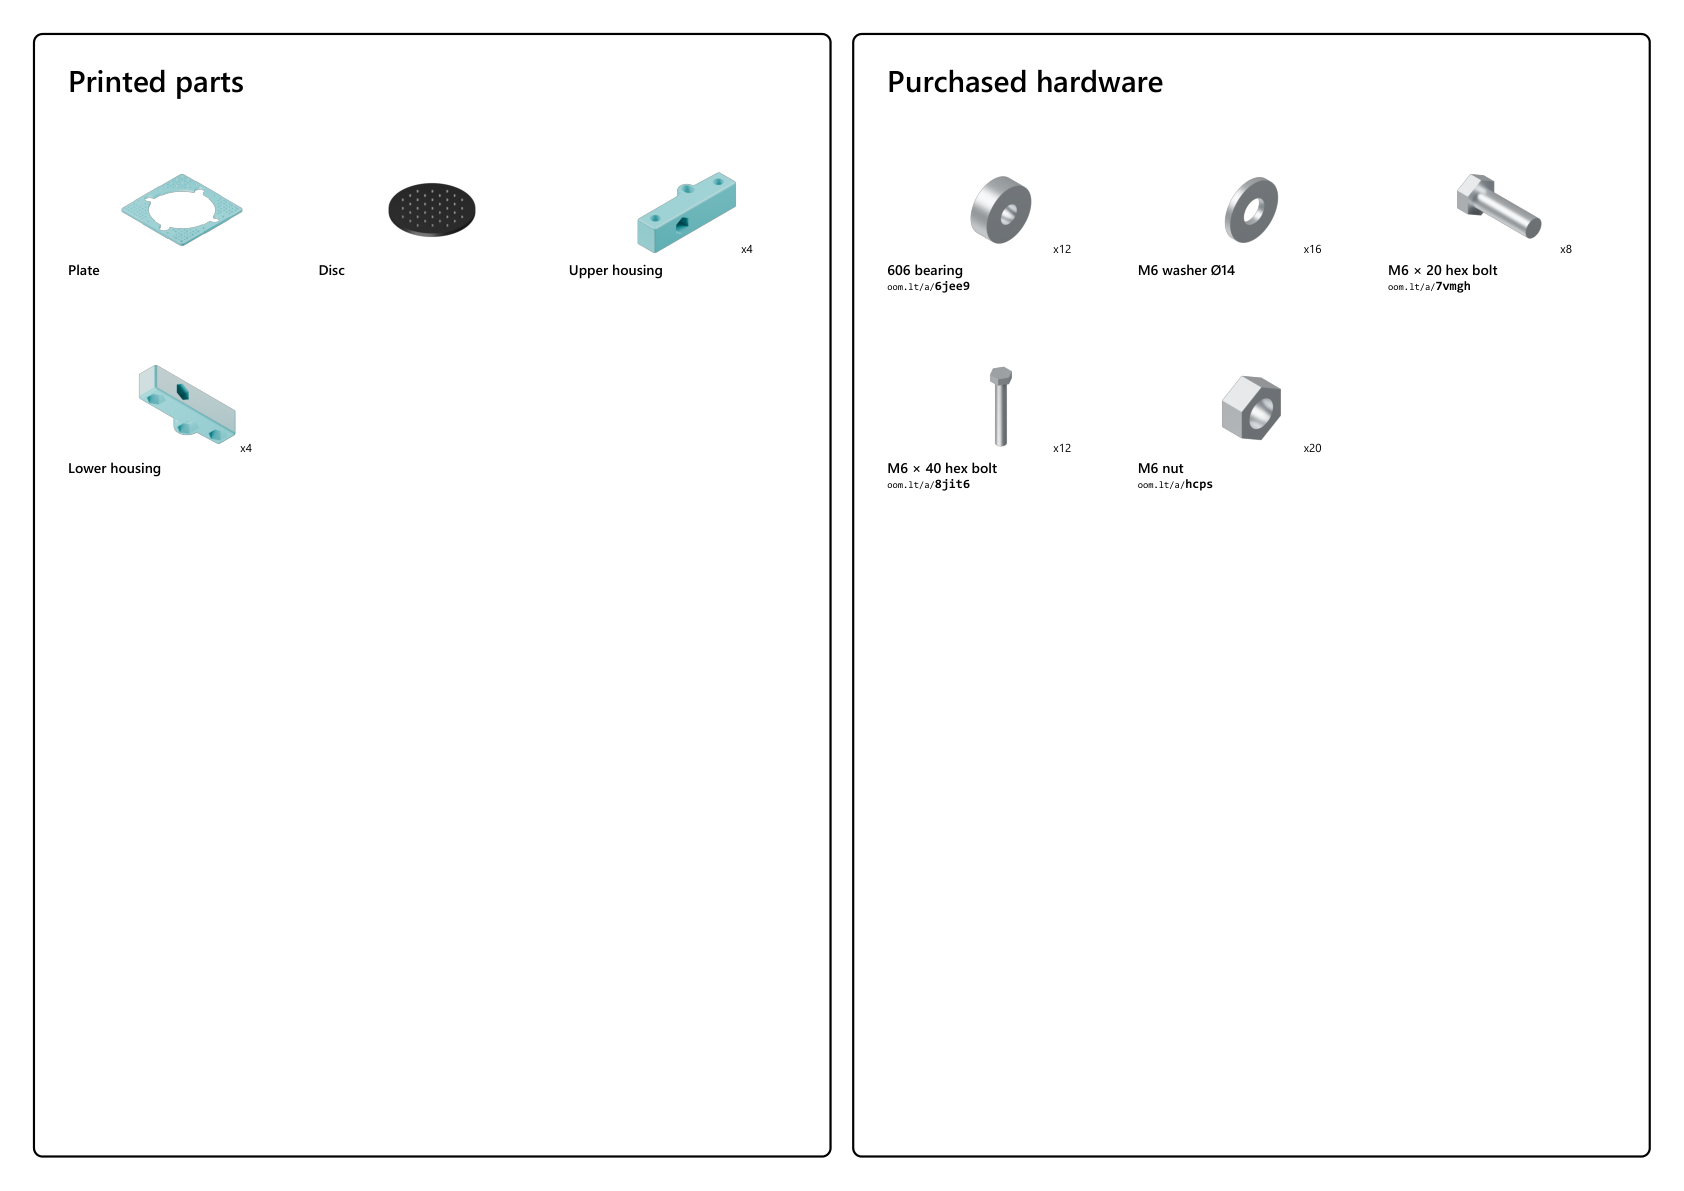 Printed parts
Plate
Disc
x4
Upper housing
x4
Lower housing
Purchased hardware
x12
606 bearing
oom.lt/a/6jee9
x16
M6 washer Ø14
x8
M6 × 20 hex bolt
oom.lt/a/7vmgh
x12
M6 × 40 hex bolt
oom.lt/a/8jit6
x20
M6 nut
oom.lt/a/hcps